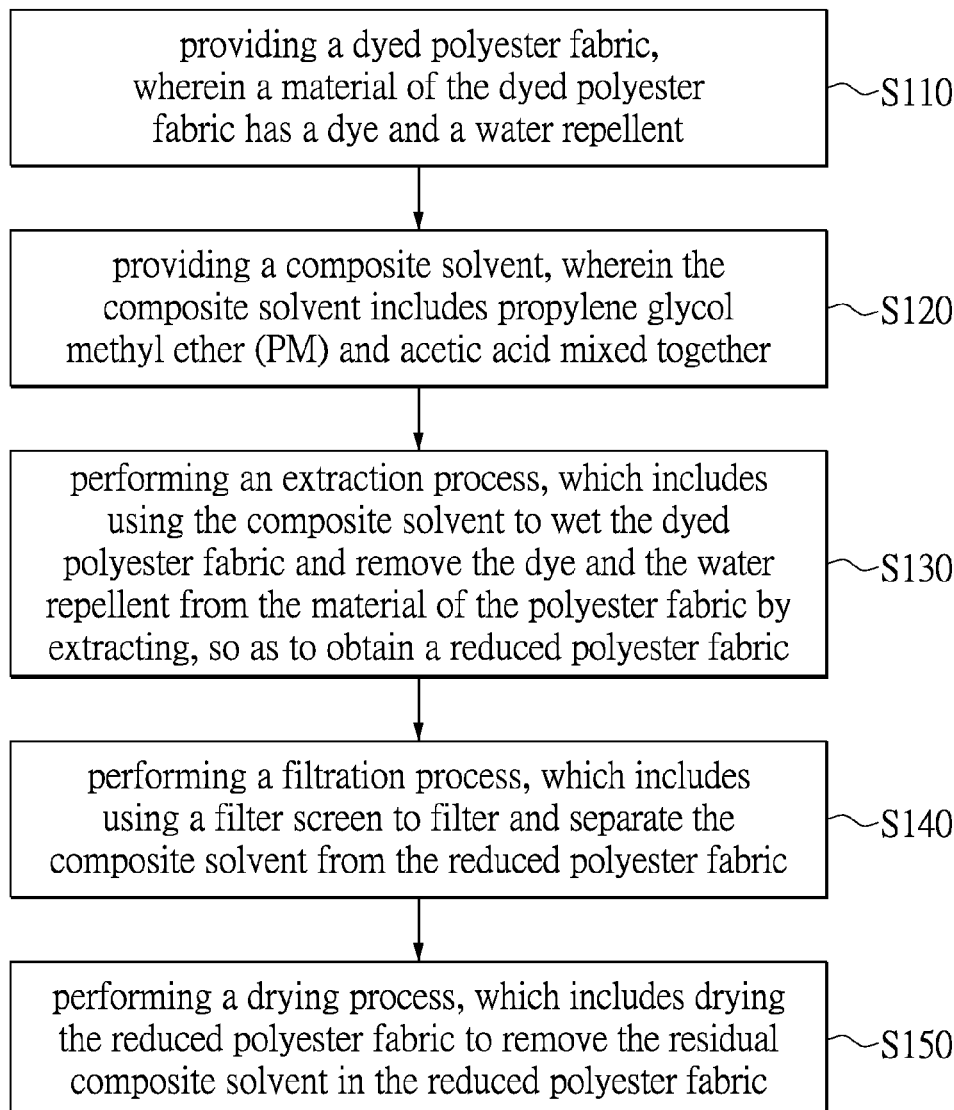 providing a dyed polyester fabric,
wherein a material of the dyed polyester
fabric has a dye and a water repellent
S110
providing a composite solvent, wherein the
composite solvent includes propylene glycol
methyl ether (PM) and acetic acid mixed together
S120
performing an extraction process, which includes
using the composite solvent to wet the dyed
polyester fabric and remove the dye and the water
repellent from the material of the polyester fabric by
extracting, so as to obtain a reduced polyester fabric
S130
performing a filtration process, which includes
using a filter screen to filter and separate the
composite solvent from the reduced polyester fabric
S140
performing a drying process, which includes drying
the reduced polyester fabric to remove the residual
composite solvent in the reduced polyester fabric
S150